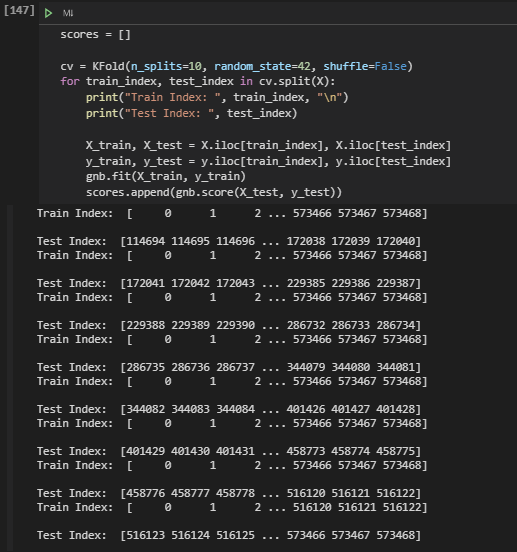 [147] M↓
scores = []
cv = KFold(n_splits=10, random_state=42, shuffle=False)
for train_index, test_index in cv.split(X):
    print("Train Index: ", train_index, "\n")
    print("Test Index: ", test_index)
    X_train, X_test = X.iloc[train_index], X.iloc[test_index]
    y_train, y_test = y.iloc[train_index], y.iloc[test_index]
    gnb.fit(X_train, y_train)
    scores.append(gnb.score(X_test, y_test))
Train Index:  [     0      1      2 ... 573466 573467 573468]
Test Index:  [114694 114695 114696 ... 172038 172039 172040]
Train Index:  [     0      1      2 ... 573466 573467 573468]
Test Index:  [172041 172042 172043 ... 229385 229386 229387]
Train Index:  [     0      1      2 ... 573466 573467 573468]
Test Index:  [229388 229389 229390 ... 286732 286733 286734]
Train Index:  [     0      1      2 ... 573466 573467 573468]
Test Index:  [286735 286736 286737 ... 344079 344080 344081]
Train Index:  [     0      1      2 ... 573466 573467 573468]
Test Index:  [344082 344083 344084 ... 401426 401427 401428]
Train Index:  [     0      1      2 ... 573466 573467 573468]
Test Index:  [401429 401430 401431 ... 458773 458774 458775]
Train Index:  [     0      1      2 ... 573466 573467 573468]
Test Index:  [458776 458777 458778 ... 516120 516121 516122]
Train Index:  [     0      1      2 ... 516120 516121 516122]
Test Index:  [516123 516124 516125 ... 573466 573467 573468]